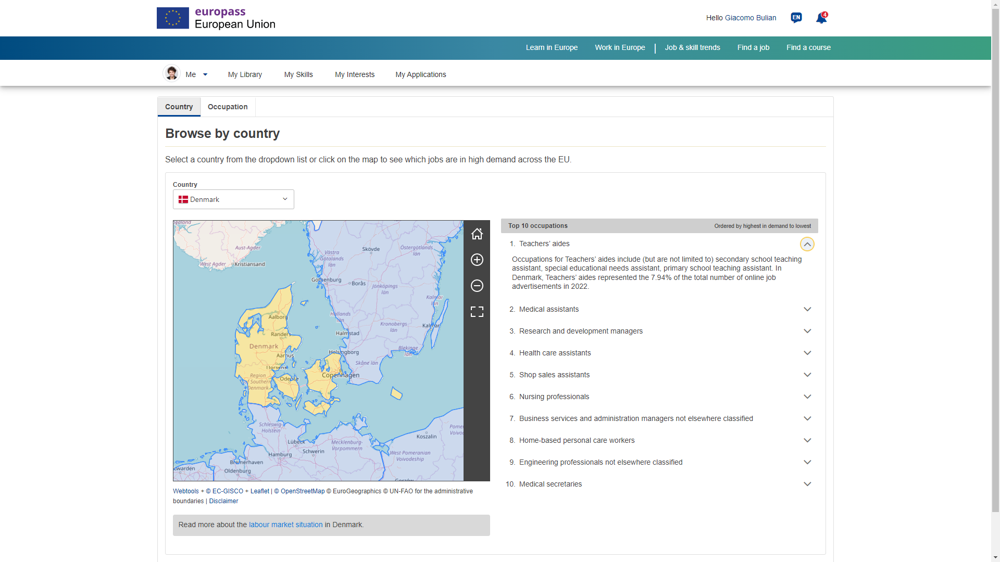 europass
European Union
Hello Giacomo Bulian
EN
4
Learn in Europe
Work in Europe
Job & skill trends
Find a job
Find a course
Me
My Library
My Skills
My Interests
My Applications
Country
Occupation
Browse by country
Select a country from the dropdown list or click on the map to see which jobs are in high demand across the EU.
Country
Denmark
Aust-Agder
West Agder
Kristiansand
Västra
Götalands
län
Skövde
Östergötlands
län
Gothenburg
Borås
Jönköpings
län
Kalmar
län
Hallands
län
Kronobergs
län
Kalmar
Halmstad
Blekinge
län
Helsingborg
Skåne län
Aalborg
Randers
Denmark
Aarhus
Horsens
Region
of Southern
Denmark
Odense
Copenhagen
Schleswig-
Holstein
Lübeck
Hamburg
Schwerin
Mecklenburg-
Vorpommern
Koszalin
West Pomeranian
Voivodeship
Bremerhaven
Oldenburg
Webtools + © EC-GISCO + Leaflet | © OpenStreetMap © EuroGeographics © UN-FAO for the administrative
boundaries | Disclaimer
Read more about the labour market situation in Denmark.
Top 10 occupations
Ordered by highest in demand to lowest
1. Teachers' aides
Occupations for Teachers' aides include (but are not limited to) secondary school teaching
assistant, special educational needs assistant, primary school teaching assistant. In
Denmark, Teachers' aides represented the 7.94% of the total number of online job
advertisements in 2022.
2. Medical assistants
3. Research and development managers
4. Health care assistants
5. Shop sales assistants
6. Nursing professionals
7. Business services and administration managers not elsewhere classified
8. Home-based personal care workers
9. Engineering professionals not elsewhere classified
10. Medical secretaries